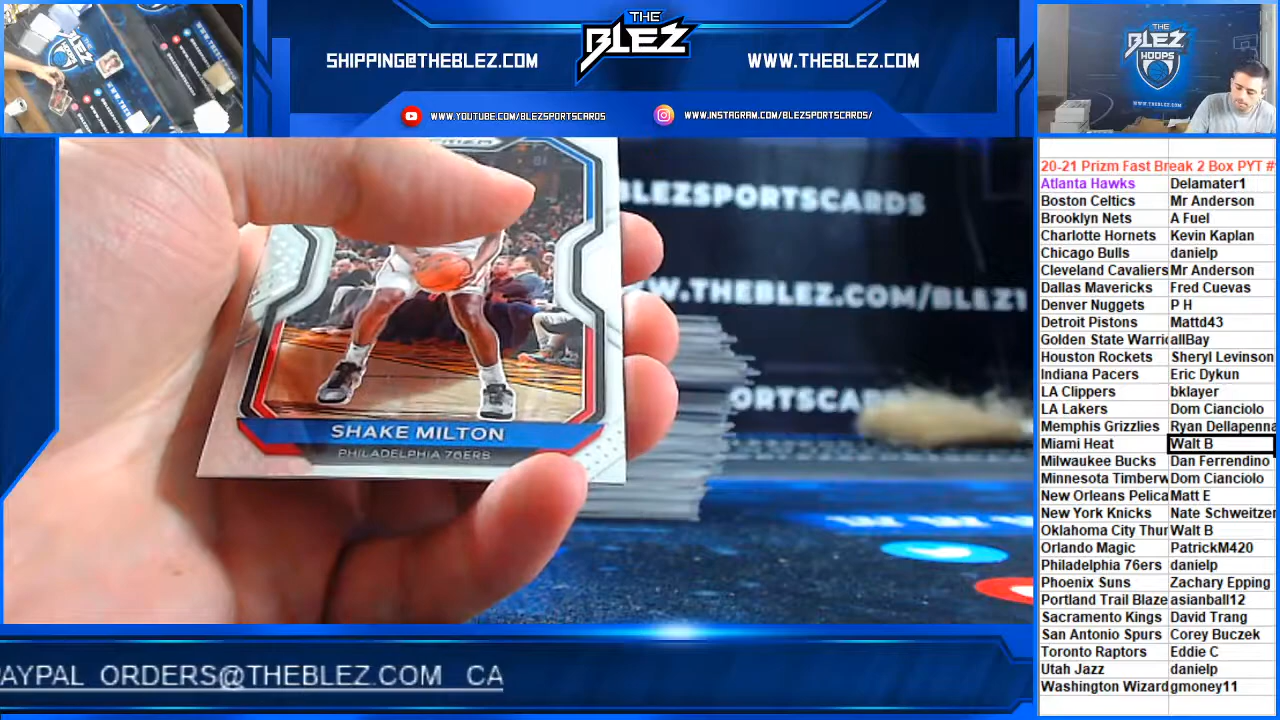 THE
BLEZ
SHIPPING@THEBLEZ.COM
WWW.THEBLEZ.COM
WWW.YOUTUBE.COM/BLEZSPORTSCARDS
WWW.INSTAGRAM.COM/BLEZSPORTSCARDS/
THE
BLEZ
HOOPS
WWW.THEBLEZ.COM
BLEZSPORTSCARDS
W.THEBLEZ.COM/BLEZ1
ORTSCA
SHAKE MILTON
PHILADELPHIA 76ERS
AYPAL ORDERS@THEBLEZ.COM CA
20-21 Prizm Fast Break 2 Box PYT #
Atlanta Hawks Delamater1
Boston Celtics Mr Anderson
Brooklyn Nets A Fuel
Charlotte Hornets Kevin Kaplan
Chicago Bulls danielp
Cleveland Cavaliers Mr Anderson
Dallas Mavericks Fred Cuevas
Denver Nuggets P H
Detroit Pistons Mattd43
Golden State Warri allBay
Houston Rockets Sheryl Levinson
Indiana Pacers Eric Dykun
LA Clippers bklayer
LA Lakers Dom Cianciolo
Memphis Grizzlies Ryan Dellapenna
Miami Heat Walt B
Milwaukee Bucks Dan Ferrendino
Minnesota Timberw Dom Cianciolo
New Orleans Pelica Matt E
New York Knicks Nate Schweitzer
Oklahoma City Thu Walt B
Orlando Magic PatrickM420
Philadelphia 76ers danielp
Phoenix Suns Zachary Epping
Portland Trail Blaze asianball12
Sacramento Kings David Trang
San Antonio Spurs Corey Buczek
Toronto Raptors Eddie C
Utah Jazz danielp
Washington Wizard gmoney11